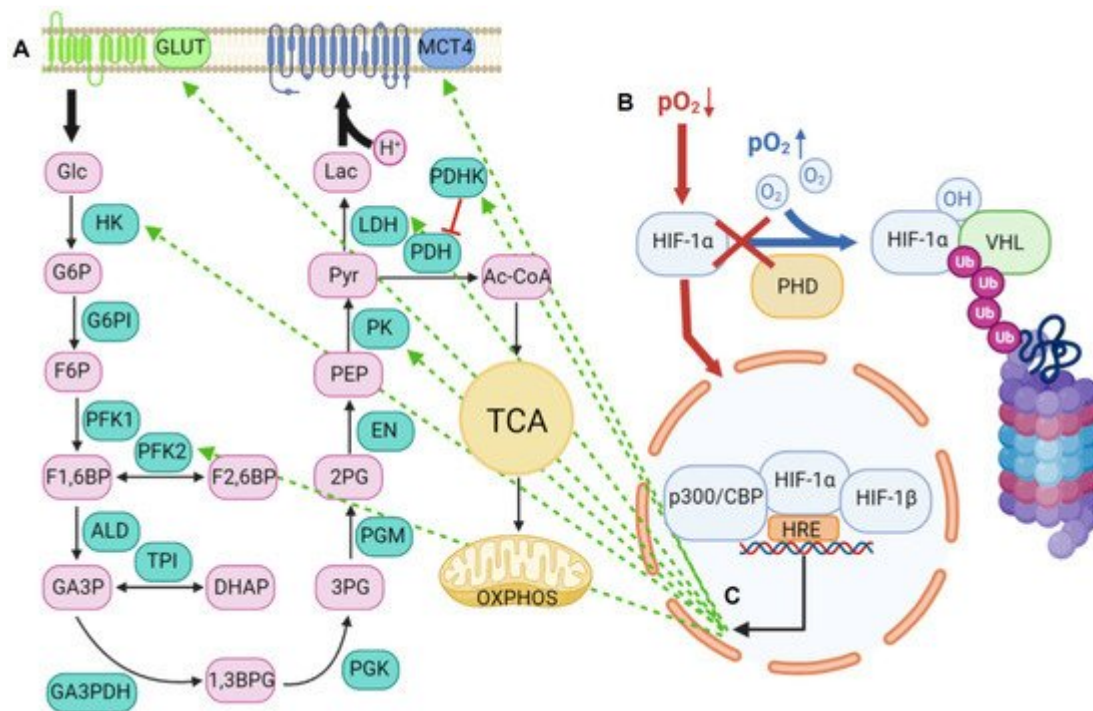 A
GLUT
MCT4
Glc
HK
G6P
G6PI
F6P
PFK1
PFK2
F1,6BP
F2,6BP
ALD
TPI
GA3P
DHAP
GA3PDH
1,3BPG
PGK
3PG
PGM
2PG
EN
PEP
PK
Pyr
LDH
Lac
H⁺
PDHK
PDH
Ac-CoA
TCA
OXPHOS
B
pO₂↓
pO₂↑
O₂
O₂
HIF-1α
PHD
OH
HIF-1α
VHL
Ub
Ub
Ub
Ub
p300/CBP
HIF-1α
HIF-1β
HRE
C